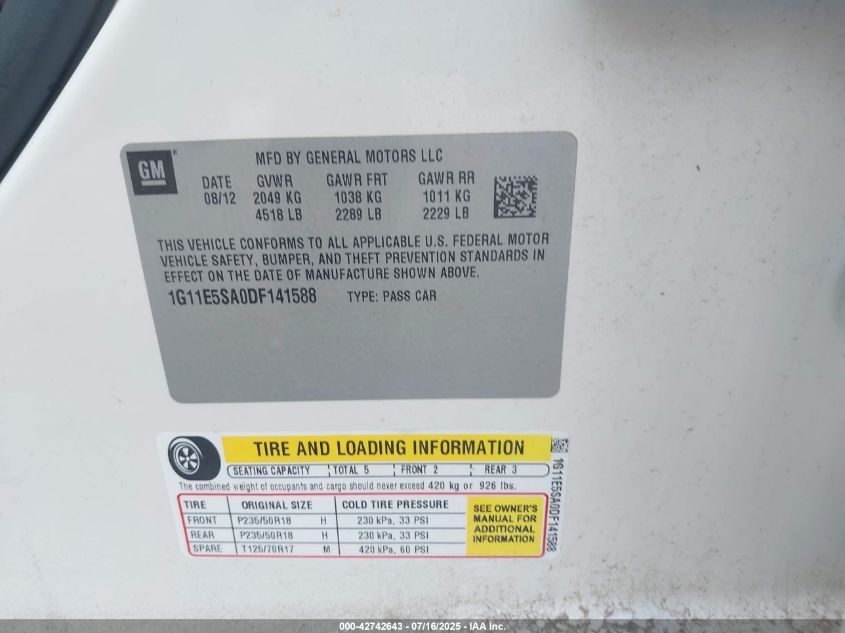 GM
MFD BY GENERAL MOTORS LLC
DATE GVWR GAWR FRT GAWR RR
08/12 2049 KG 1038 KG 1011 KG
4518 LB 2289 LB 2229 LB
THIS VEHICLE CONFORMS TO ALL APPLICABLE U.S. FEDERAL MOTOR
VEHICLE SAFETY, BUMPER, AND THEFT PREVENTION STANDARDS IN
EFFECT ON THE DATE OF MANUFACTURE SHOWN ABOVE.
1G11E5SA0DF141588 TYPE: PASS CAR
TIRE AND LOADING INFORMATION
SEATING CAPACITY TOTAL 5 FRONT 2 REAR 3
The combined weight of occupants and cargo should never exceed 420 kg or 926 lbs.
TIRE ORIGINAL SIZE COLD TIRE PRESSURE
FRONT P235/50R18 H 230 kPa, 33 PSI
REAR P235/50R18 H 230 kPa, 33 PSI
SPARE T125/70R17 M 420 kPa, 60 PSI
SEE OWNER'S
MANUAL FOR
ADDITIONAL
INFORMATION
1G11E5SA0DF141588
000-42742643 - 07/16/2025 - IAA Inc.